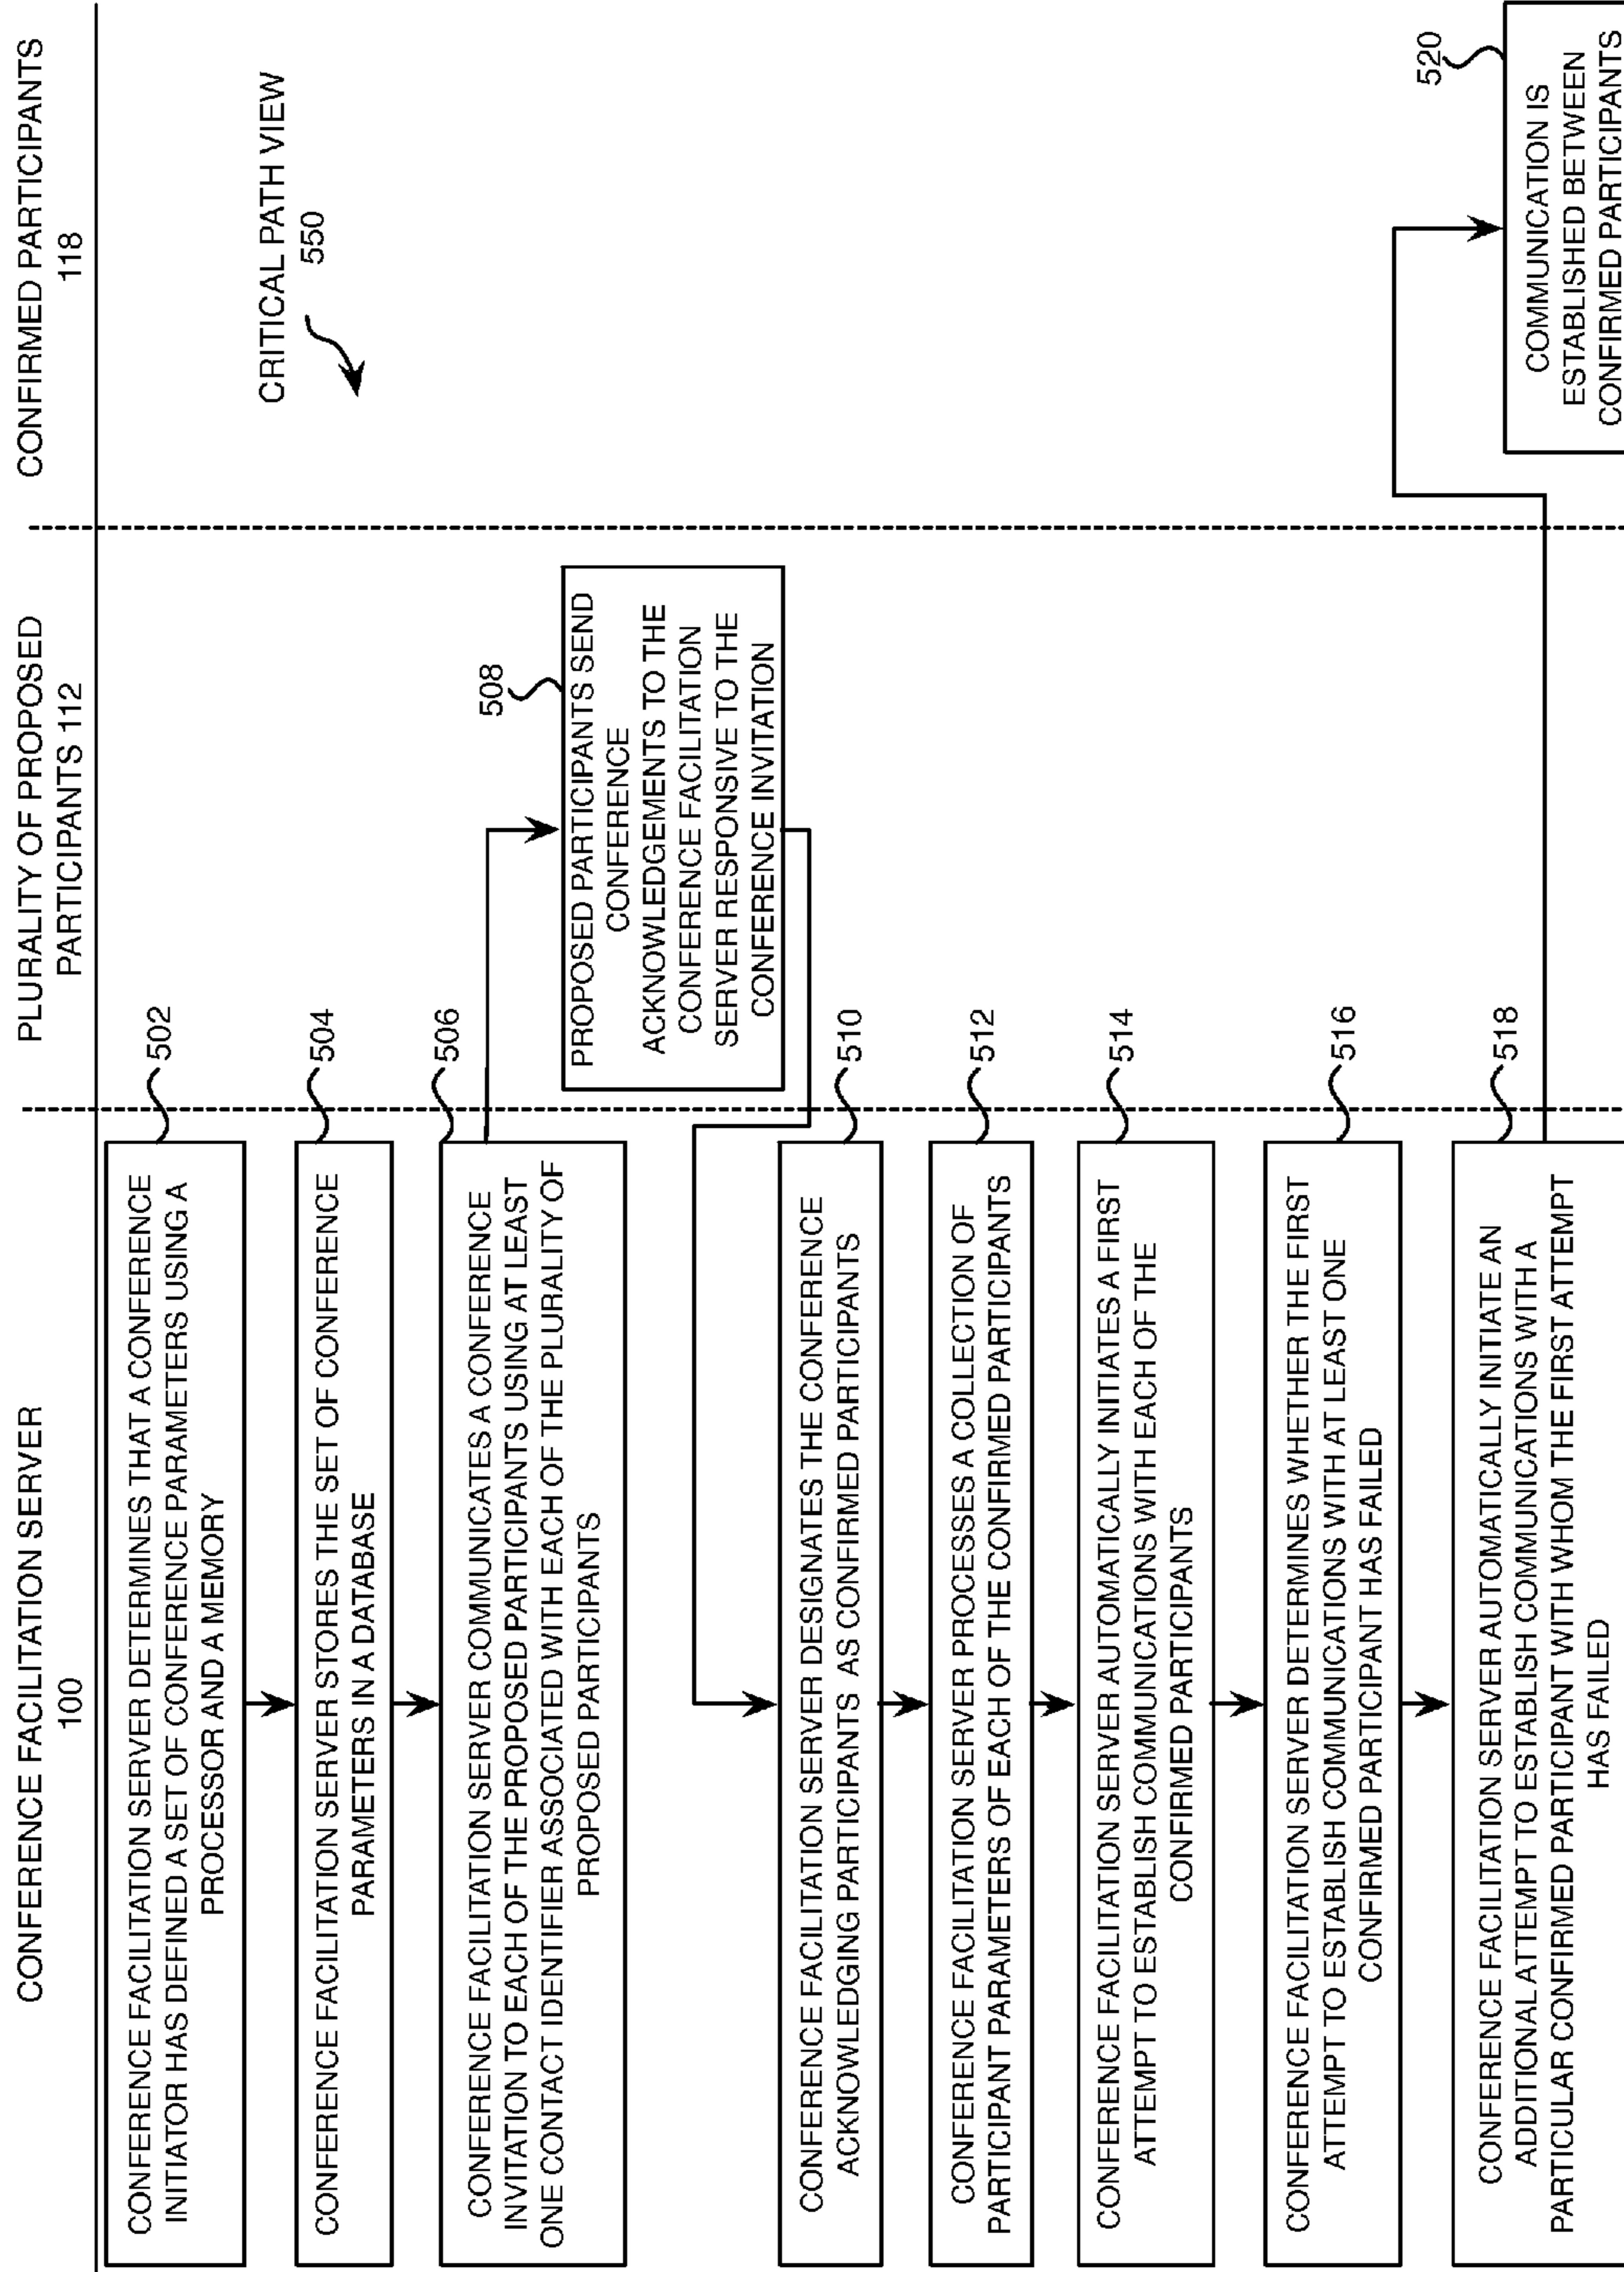 CONFERENCE FACILITATION SERVER
100
PLURALITY OF PROPOSED
PARTICIPANTS 112
CONFIRMED PARTICIPANTS
118
CRITICAL PATH VIEW
550
CONFERENCE FACILITATION SERVER DETERMINES THAT A CONFERENCE
INITIATOR HAS DEFINED A SET OF CONFERENCE PARAMETERS USING A
PROCESSOR AND A MEMORY
502
CONFERENCE FACILITATION SERVER STORES THE SET OF CONFERENCE
PARAMETERS IN A DATABASE
504
CONFERENCE FACILITATION SERVER COMMUNICATES A CONFERENCE
INVITATION TO EACH OF THE PROPOSED PARTICIPANTS USING AT LEAST
ONE CONTACT IDENTIFIER ASSOCIATED WITH EACH OF THE PLURALITY OF
PROPOSED PARTICIPANTS
506
508
PROPOSED PARTICIPANTS SEND
CONFERENCE
ACKNOWLEDGEMENTS TO THE
CONFERENCE FACILITATION
SERVER RESPONSIVE TO THE
CONFERENCE INVITATION
CONFERENCE FACILITATION SERVER DESIGNATES THE CONFERENCE
ACKNOWLEDGING PARTICIPANTS AS CONFIRMED PARTICIPANTS
510
CONFERENCE FACILITATION SERVER PROCESSES A COLLECTION OF
PARTICIPANT PARAMETERS OF EACH OF THE CONFIRMED PARTICIPANTS
512
CONFERENCE FACILITATION SERVER AUTOMATICALLY INITIATES A FIRST
ATTEMPT TO ESTABLISH COMMUNICATIONS WITH EACH OF THE
CONFIRMED PARTICIPANTS
514
CONFERENCE FACILITATION SERVER DETERMINES WHETHER THE FIRST
ATTEMPT TO ESTABLISH COMMUNICATIONS WITH AT LEAST ONE
CONFIRMED PARTICIPANT HAS FAILED
516
CONFERENCE FACILITATION SERVER AUTOMATICALLY INITIATE AN
ADDITIONAL ATTEMPT TO ESTABLISH COMMUNICATIONS WITH A
PARTICULAR CONFIRMED PARTICIPANT WITH WHOM THE FIRST ATTEMPT
HAS FAILED
518
520
COMMUNICATION IS
ESTABLISHED BETWEEN
CONFIRMED PARTICIPANTS